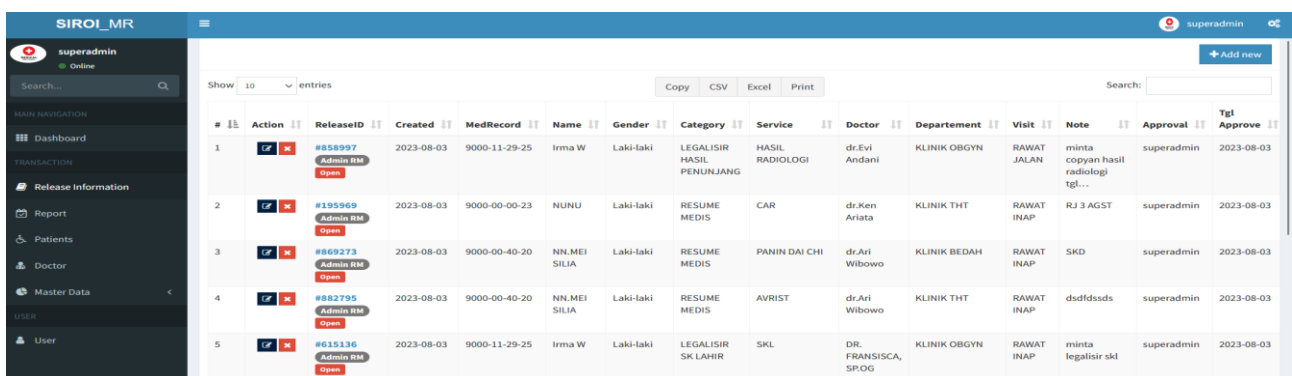 SIROI_MR
superadmin
superadmin
Online
Add new
Search...
Show 10 entries
Copy CSV Excel Print
Search:
MAIN NAVIGATION
Dashboard
TRANSACTION
Release Information
Report
Patients
Doctor
Master Data
USER
User
# Action ReleaseID Created MedRecord Name Gender Category Service Doctor Departement Visit Note Approval Tgl Approve
1 #858997 2023-08-03 9000-11-29-25 Irma W Laki-laki LEGALISIR HASIL KLINIK OBGYN RAWAT minta superadmin 2023-08-03
Admin RM HASIL RADIOLOGI dr.Evi Andani JALAN copyan hasil
Open PENUNJANG radiologi
tgl...
2 #195969 2023-08-03 9000-00-00-23 NUNU Laki-laki RESUME CAR dr.Ken KLINIK THT RAWAT RJ 3 AGST superadmin 2023-08-03
Admin RM MEDIS Ariata INAP
Open
3 #869273 2023-08-03 9000-00-40-20 NN.MEI Laki-laki RESUME PANIN DAI CHI dr.Ari KLINIK BEDAH RAWAT SKD superadmin 2023-08-03
Admin RM SILIA MEDIS Wibowo INAP
Open
4 #882795 2023-08-03 9000-00-40-20 NN.MEI Laki-laki RESUME AVRIST dr.Ari KLINIK THT RAWAT dsdfdssds superadmin 2023-08-03
Admin RM SILIA MEDIS Wibowo INAP
Open
5 #615136 2023-08-03 9000-11-29-25 Irma W Laki-laki LEGALISIR SKL DR. KLINIK OBGYN RAWAT minta superadmin 2023-08-03
Admin RM SK LAHIR FRANSISCA, INAP legalisir skl
Open SP.OG